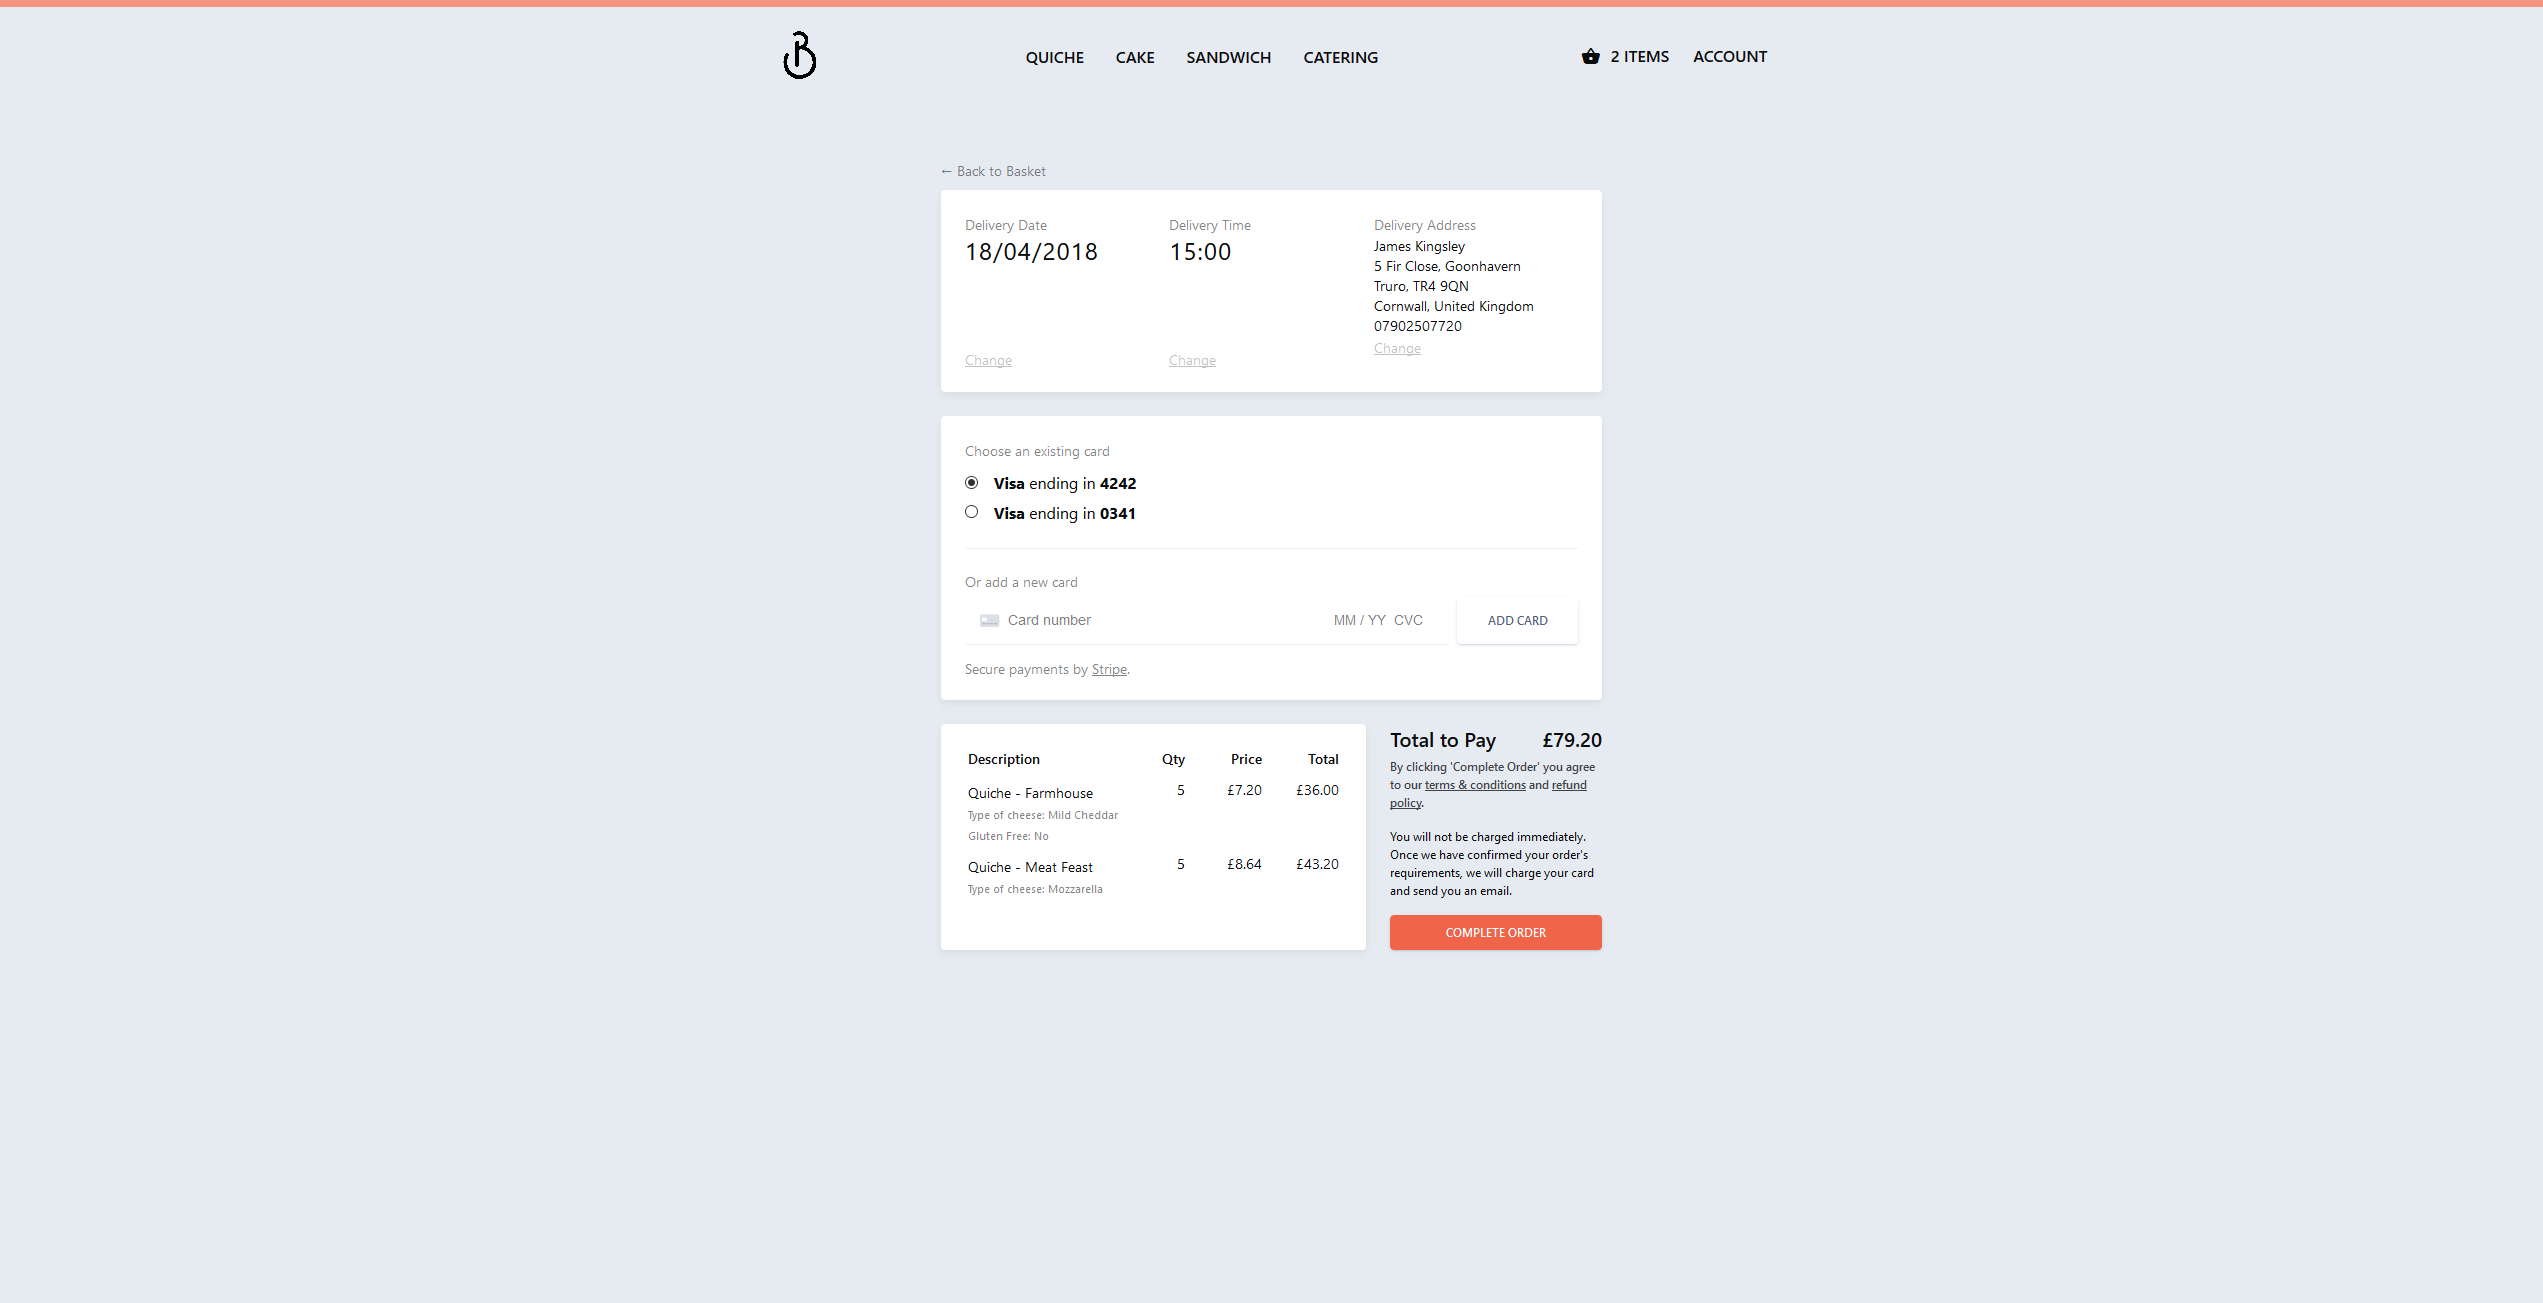 QUICHE CAKE SANDWICH CATERING 2 ITEMS ACCOUNT
← Back to Basket
Delivery Date
18/04/2018
Change
Delivery Time
15:00
Change
Delivery Address
James Kingsley
5 Fir Close, Goonhavern
Truro, TR4 9QN
Cornwall, United Kingdom
07902507720
Change
Choose an existing card
Visa ending in 4242
Visa ending in 0341
Or add a new card
Card number MM / YY CVC ADD CARD
Secure payments by Stripe.
Description Qty Price Total
Quiche - Farmhouse 5 £7.20 £36.00
Type of cheese: Mild Cheddar
Gluten Free: No
Quiche - Meat Feast 5 £8.64 £43.20
Type of cheese: Mozzarella
Total to Pay £79.20
By clicking 'Complete Order' you agree
to our terms & conditions and refund
policy.
You will not be charged immediately.
Once we have confirmed your order's
requirements, we will charge your card
and send you an email.
COMPLETE ORDER